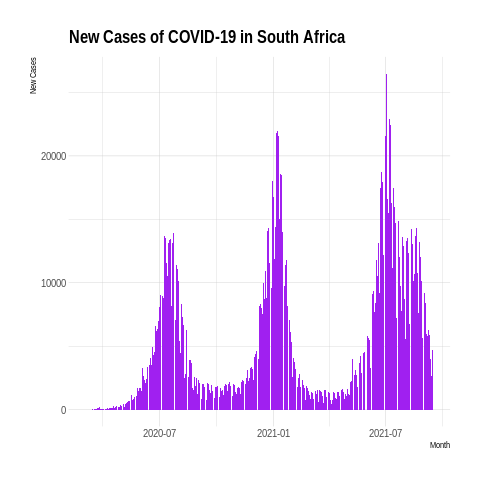 New Cases of COVID-19 in South Africa
New Cases
20000
10000
0
2020-07 2021-01 2021-07
Month